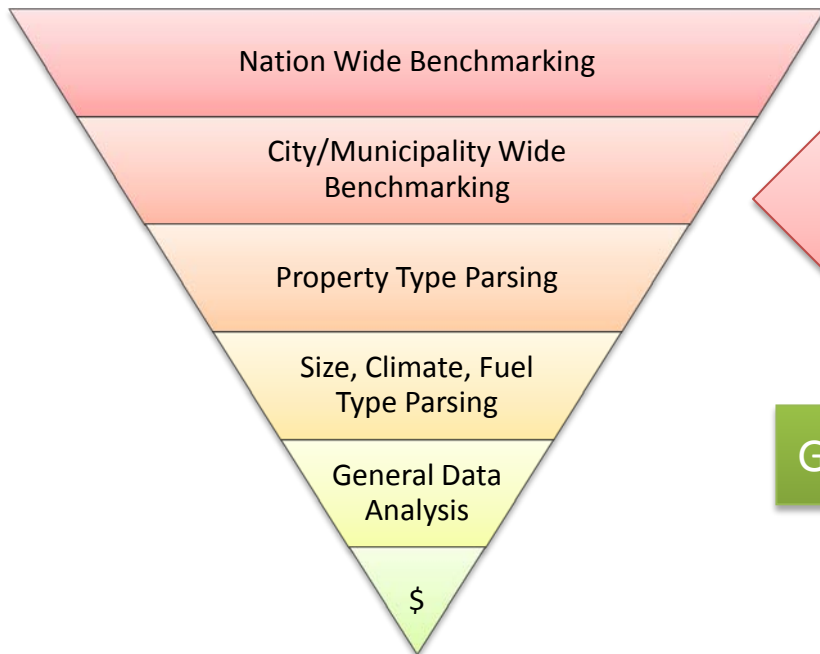 Nation Wide Benchmarking
City/Municipality Wide
Benchmarking
Property Type Parsing
Size, Climate, Fuel
Type Parsing
General Data
Analysis
$
G